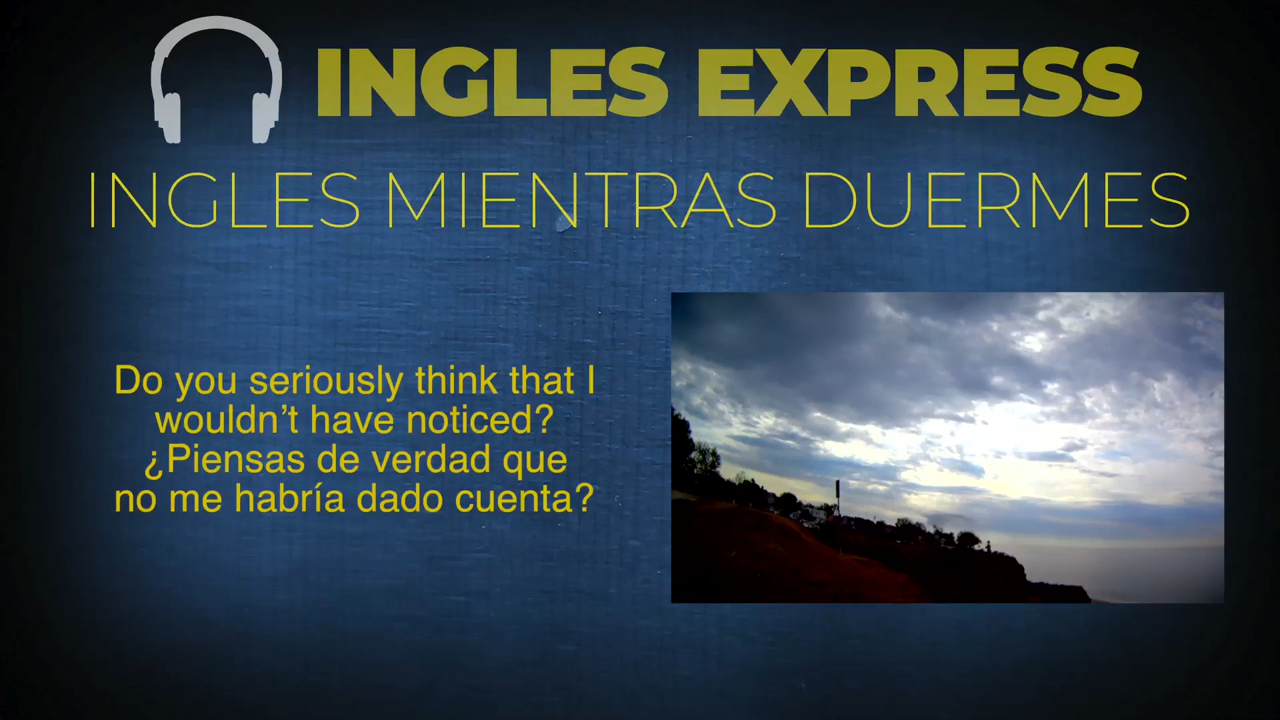 INGLES EXPRESS
INGLES MIENTRAS DUERMES
Do you seriously think that I
wouldn’t have noticed?
¿Piensas de verdad que
no me habría dado cuenta?